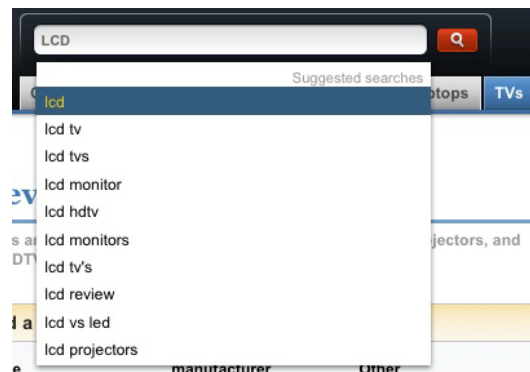 LCD
Suggested searches
TVs
lcd
lcd tv
lcd tvs
lcd monitor
lcd hdtv
lcd monitors
jectors, and
lcd tv's
lcd review
lcd vs led
lcd projectors
manufacturer Other